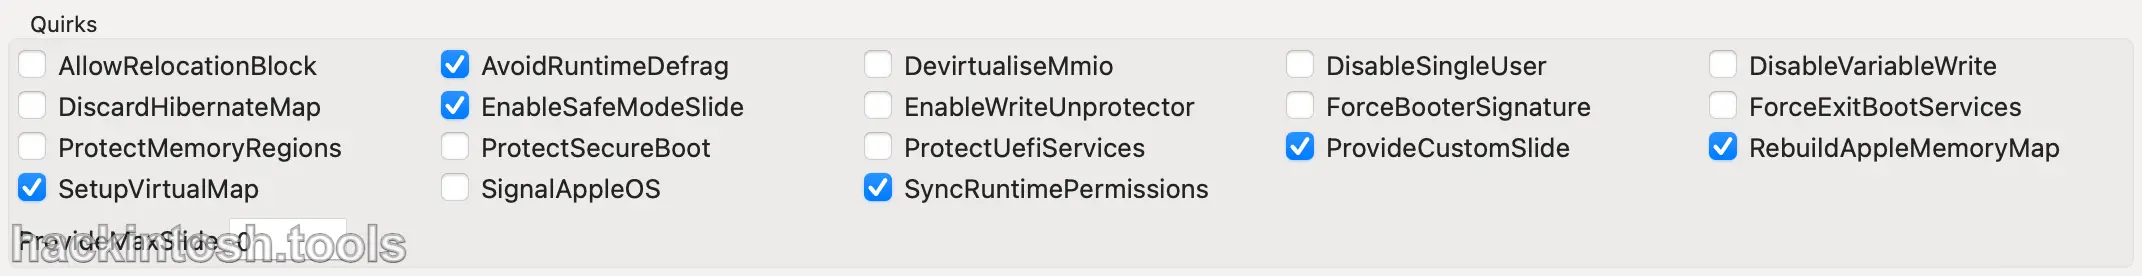 Quirks
AllowRelocationBlock AvoidRuntimeDefrag DevirtualiseMmio DisableSingleUser DisableVariableWrite
DiscardHibernateMap EnableSafeModeSlide EnableWriteUnprotector ForceBooterSignature ForceExitBootServices
ProtectMemoryRegions ProtectSecureBoot ProtectUefiServices ProvideCustomSlide RebuildAppleMemoryMap
SetupVirtualMap SignalAppleOS SyncRuntimePermissions
ProvideMaxSlide 0
hackintosh.tools